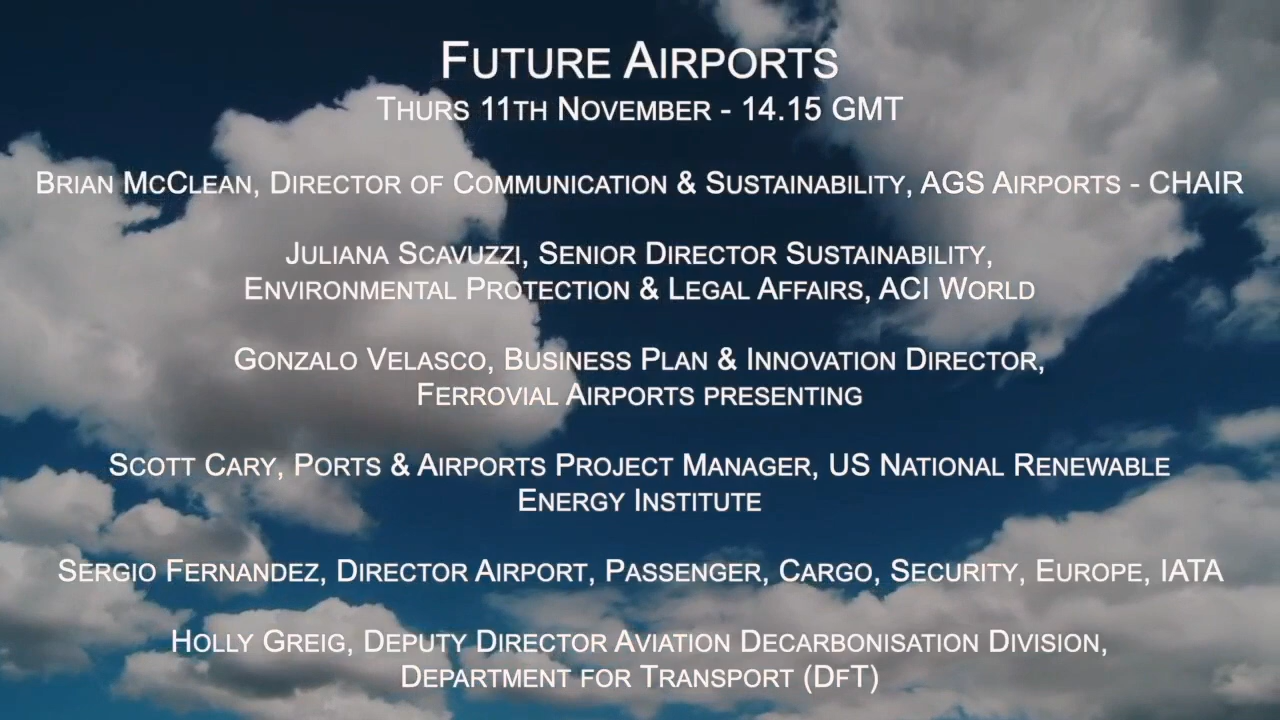 Future Airports
Thurs 11th November - 14.15 GMT
Brian McClean, Director of Communication & Sustainability, AGS Airports - CHAIR
Juliana Scavuzzi, Senior Director Sustainability,
Environmental Protection & Legal Affairs, ACI World
Gonzalo Velasco, Business Plan & Innovation Director,
Ferrovial Airports presenting
Scott Cary, Ports & Airports Project Manager, US National Renewable
Energy Institute
Sergio Fernandez, Director Airport, Passenger, Cargo, Security, Europe, IATA
Holly Greig, Deputy Director Aviation Decarbonisation Division,
Department for Transport (DfT)